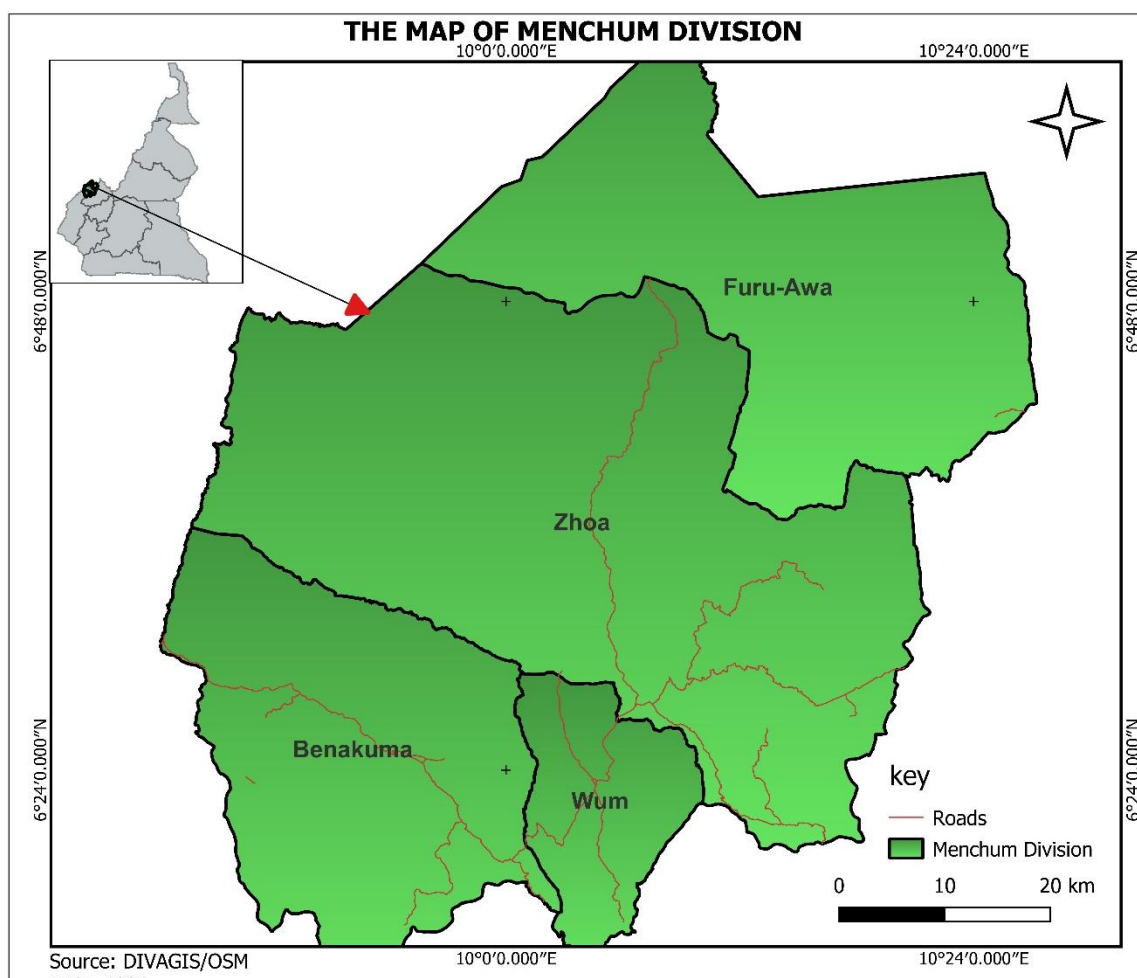 THE MAP OF MENCHUM DIVISION
10°0′0.000″E
10°24′0.000″E
6°48′0.000″N
6°48′0.000″N
Furu-Awa
Zhoa
Benakuma
Wum
6°24′0.000″N
6°24′0.000″N
key
Roads
Menchum Division
0 10 20 km
Source: DIVAGIS/OSM
10°0′0.000″E
10°24′0.000″E